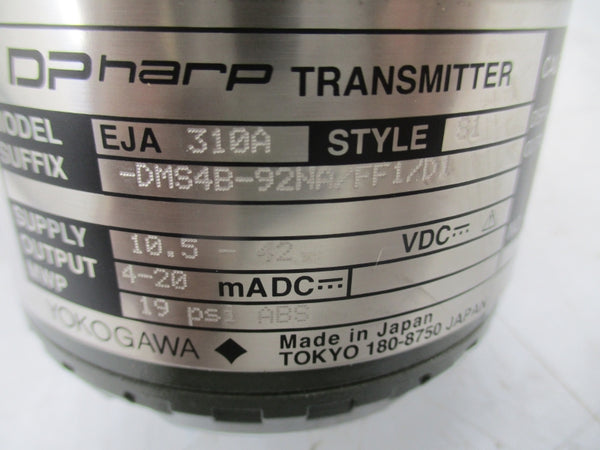 DPharp TRANSMITTER
MODEL EJA 310A STYLE S1
SUFFIX -DMS4B-92NA/FF1/D1
SUPPLY 10.5 - 42 VDC
OUTPUT 4-20 mADC
MWP 19 psi ABS
YOKOGAWA Made in Japan
TOKYO 180-8750 JAPAN